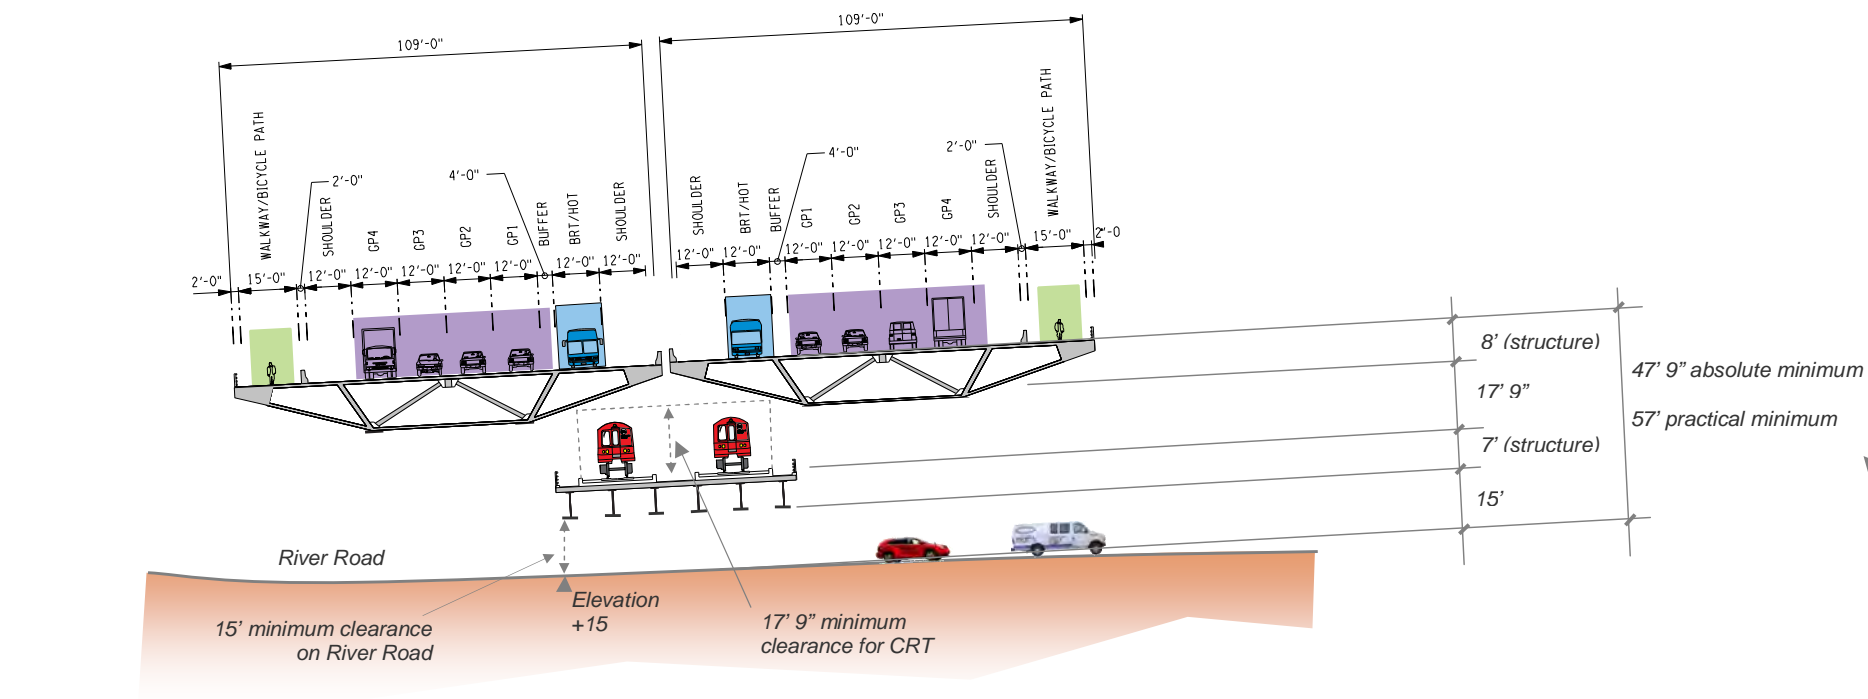 109'-0"
109'-0"
WALKWAY/BICYCLE PATH
2'-0"
SHOULDER
GP4
GP3
GP2
GP1
4'-0"
BUFFER
BRT/HOT
SHOULDER
SHOULDER
BRT/HOT
BUFFER
4'-0"
GP1
GP2
GP3
GP4
2'-0"
SHOULDER
WALKWAY/BICYCLE PATH
2'-0"
15'-0"
12'-0"
12'-0"
12'-0"
12'-0"
12'-0"
12'-0"
12'-0"
12'-0"
12'-0"
12'-0"
12'-0"
12'-0"
12'-0"
12'-0"
15'-0"
2'-0
8' (structure)
17' 9"
7' (structure)
15'
47' 9" absolute minimum
57' practical minimum
River Road
15' minimum clearance
on River Road
Elevation
+15
17' 9" minimum
clearance for CRT